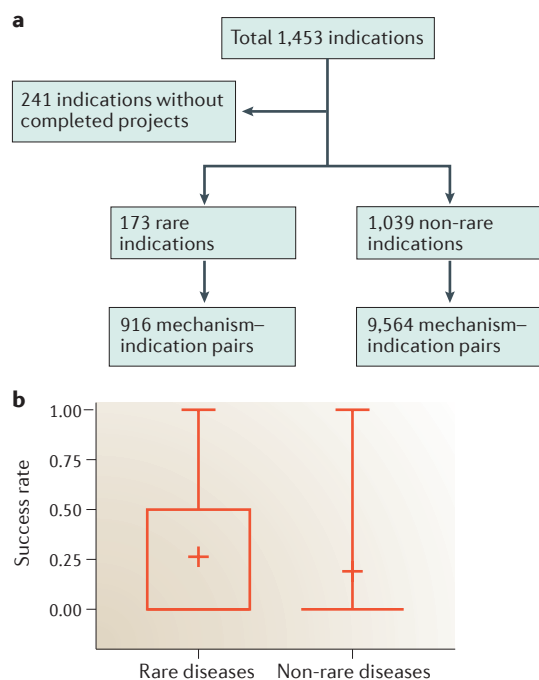 a
Total 1,453 indications
241 indications without
completed projects
173 rare
indications
1,039 non-rare
indications
916 mechanism–
indication pairs
9,564 mechanism–
indication pairs
b
Success rate
1.00
0.75
0.50
0.25
0.00
Rare diseases
Non-rare diseases